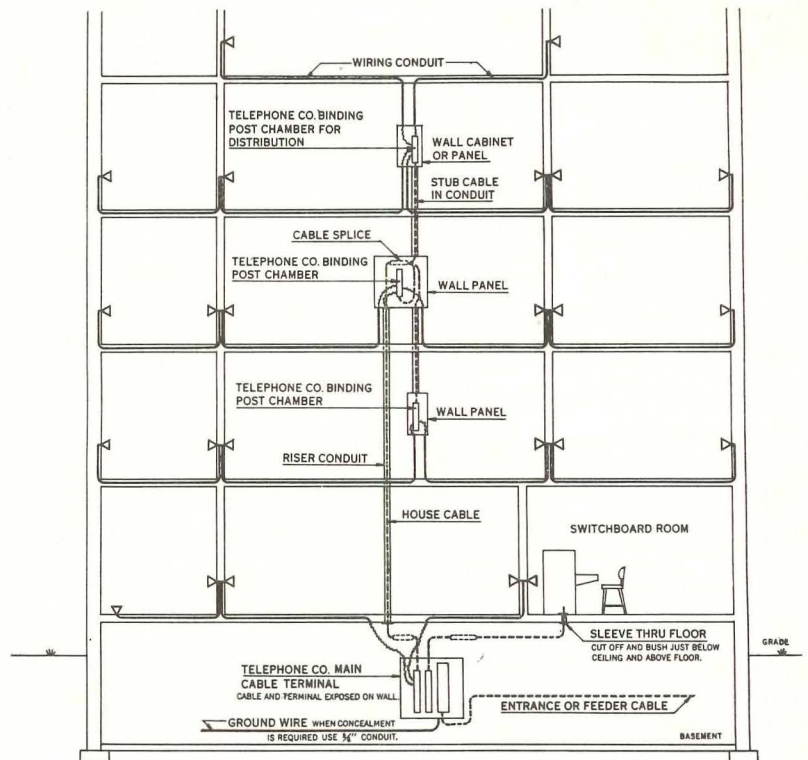 WIRING CONDUIT
TELEPHONE CO. BINDING
POST CHAMBER FOR
DISTRIBUTION
WALL CABINET
OR PANEL
STUB CABLE
IN CONDUIT
CABLE SPLICE
TELEPHONE CO. BINDING
POST CHAMBER
WALL PANEL
TELEPHONE CO. BINDING
POST CHAMBER
WALL PANEL
RISER CONDUIT
HOUSE CABLE
SWITCHBOARD ROOM
SLEEVE THRU FLOOR
CUT OFF AND BUSH JUST BELOW
CEILING AND ABOVE FLOOR.
GRADE
TELEPHONE CO. MAIN
CABLE TERMINAL
CABLE AND TERMINAL EXPOSED ON WALL.
ENTRANCE OR FEEDER CABLE
GROUND WIRE WHEN CONCEALMENT
IS REQUIRED USE CONDUIT.
BASEMENT